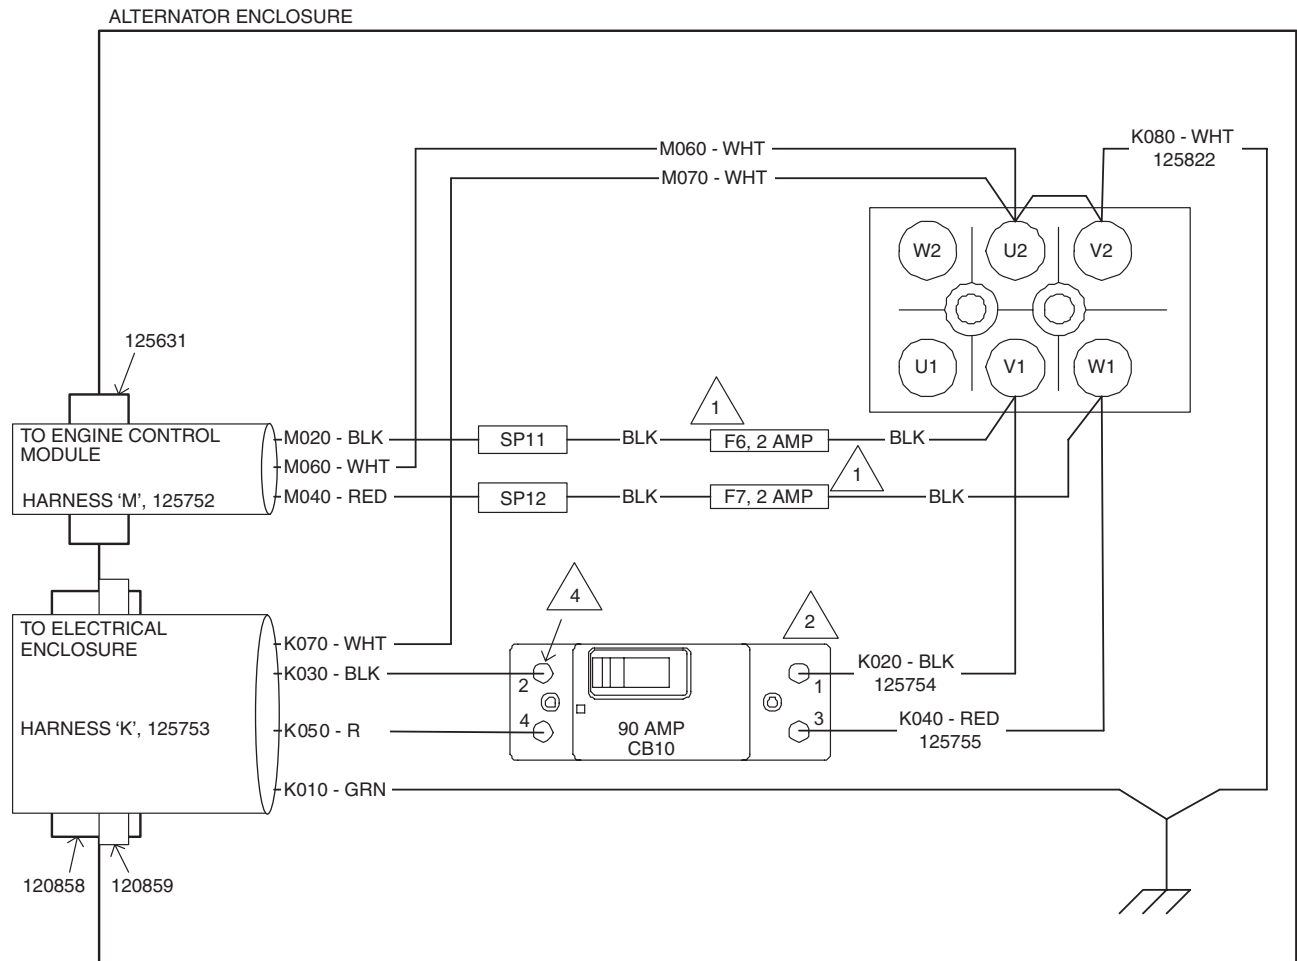 ALTERNATOR ENCLOSURE
M060 - WHT
M070 - WHT
K080 - WHT
125822
W2
U2
V2
U1
V1
W1
125631
TO ENGINE CONTROL
MODULE
HARNESS ‘M’, 125752
M020 - BLK
M060 - WHT
M040 - RED
SP11
BLK
F6, 2 AMP
BLK
1
SP12
BLK
F7, 2 AMP
BLK
1
TO ELECTRICAL
ENCLOSURE
HARNESS ‘K’, 125753
K070 - WHT
K030 - BLK
K050 - R
K010 - GRN
4
2
2
4
1
3
90 AMP
CB10
K020 - BLK
125754
K040 - RED
125755
120858
120859